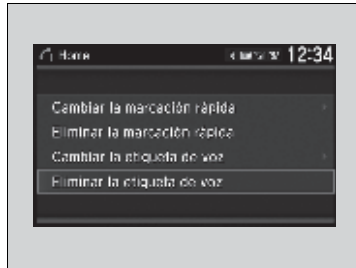 Home 12:34
Cambiar la marcación rápida
Eliminar la marcación rápida
Cambiar la etiqueta de voz
Eliminar la etiqueta de voz